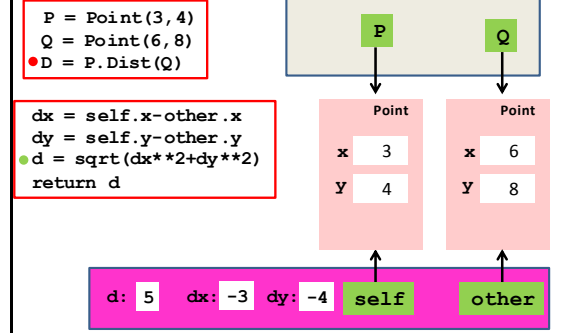 P = Point(3,4)
Q = Point(6,8)
D = P.Dist(Q)
P
Q
dx = self.x-other.x
dy = self.y-other.y
d = sqrt(dx**2+dy**2)
return d
Point
x 3
y 4
Point
x 6
y 8
d: 5 dx: -3 dy: -4 self other